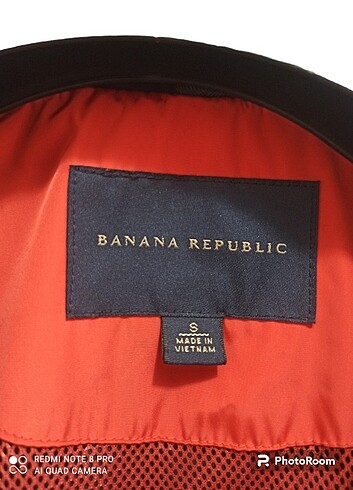 BANANA REPUBLIC
S
MADE IN
VIETNAM
REDMI NOTE 8 PRO
AI QUAD CAMERA
PhotoRoom